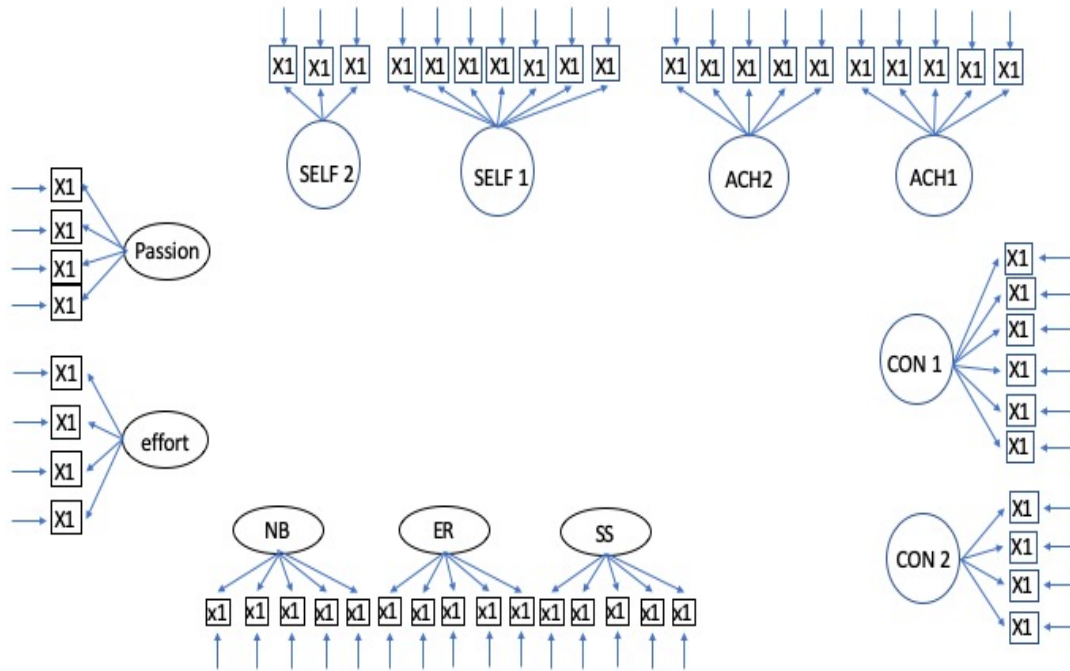 X1 X1 X1 X1 X1 X1 X1 X1 X1 X1 X1 X1 X1 X1 X1 X1 X1 X1 X1 X1
SELF 2 SELF 1 ACH2 ACH1
X1
X1
X1
X1
Passion
X1
X1
X1
X1
X1
X1
CON 1
X1
X1
X1
X1
effort
NB ER SS
x1 x1 x1 x1 x1 x1 x1 x1 x1 x1 x1 x1 x1 x1 x1
X1
X1
X1
X1
CON 2